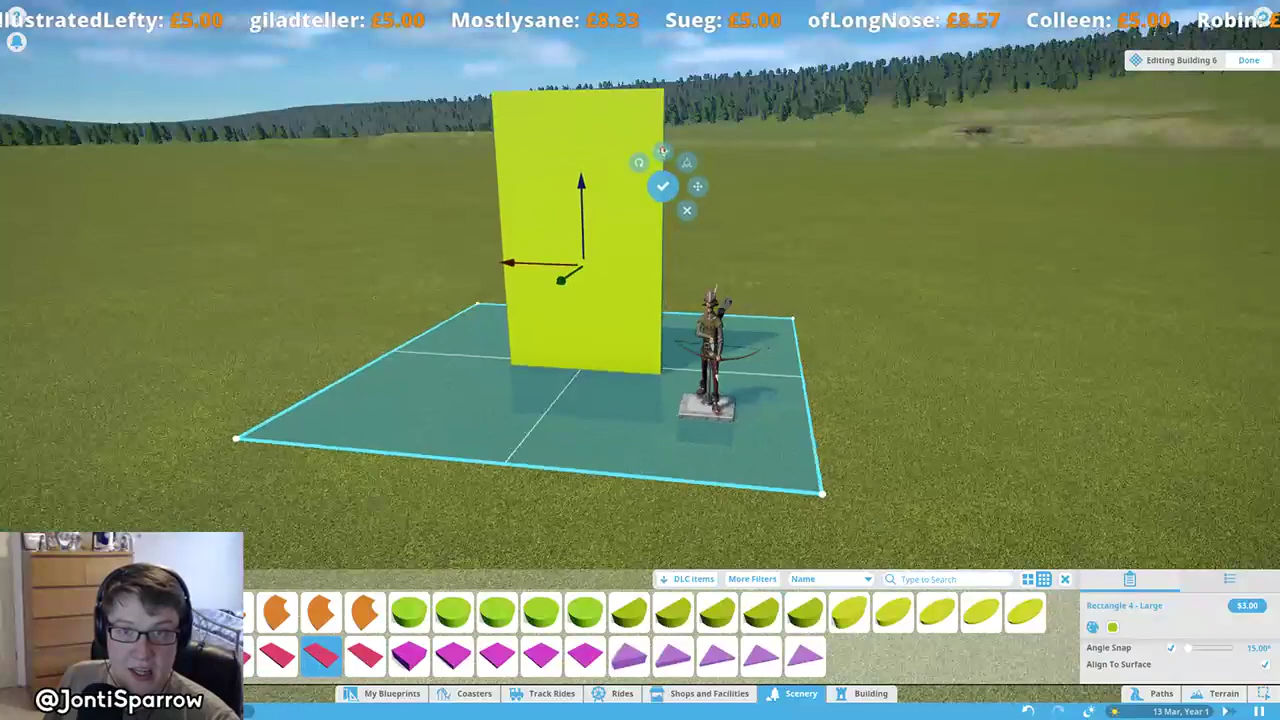 llustratedLefty: £5.00 giladteller: £5.00 Mostlysane: £8.33 Sueg: £5.00 ofLongNose: £8.57 Colleen: £5.00 Robin:
Editing Building 6 Done
DLC items More Filters Name Type to Search
Rectangle 4 - Large $3.00
Angle Snap 15.00°
Align To Surface
@JontiSparrow
My Blueprints Coasters Track Rides Rides Shops and Facilities Scenery Building Paths Terrain
13 Mar, Year 1